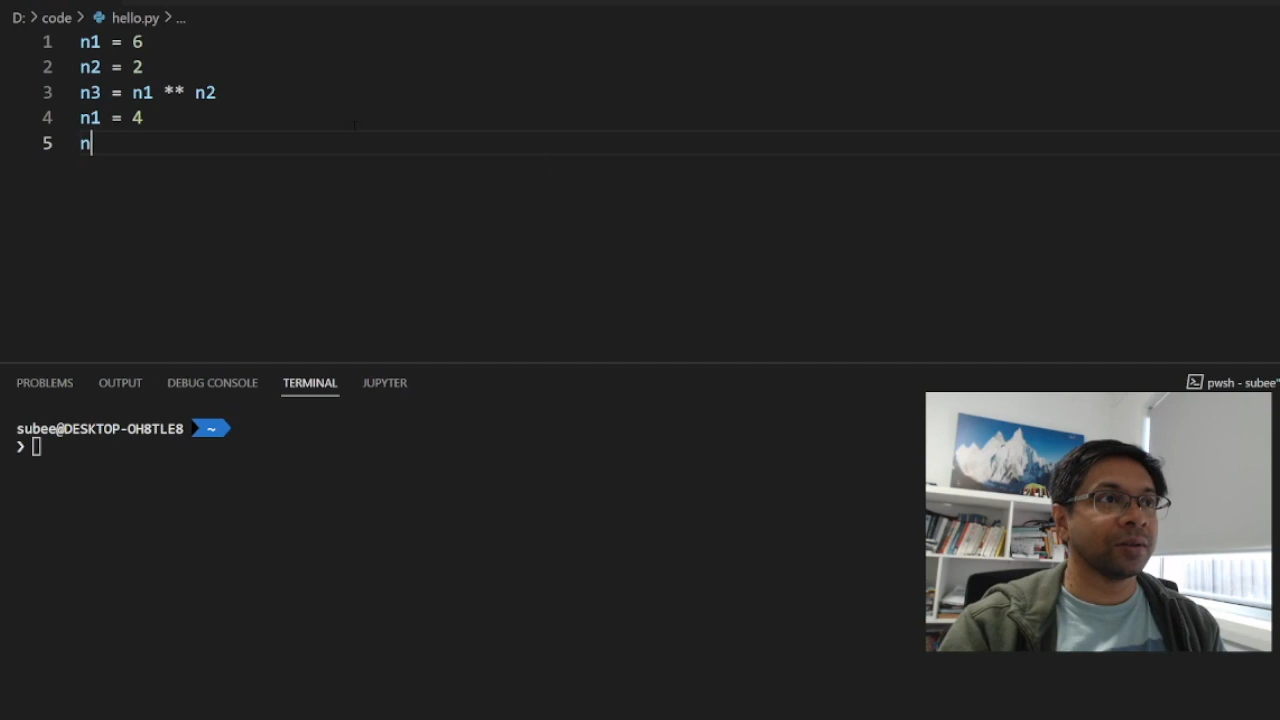 D: > code > hello.py > ...
1 n1 = 6
2 n2 = 2
3 n3 = n1 ** n2
4 n1 = 4
5 n
PROBLEMS OUTPUT DEBUG CONSOLE TERMINAL JUPYTER
pwsh - subee
subee@DESKTOP-OH8TLE8 ~
❯